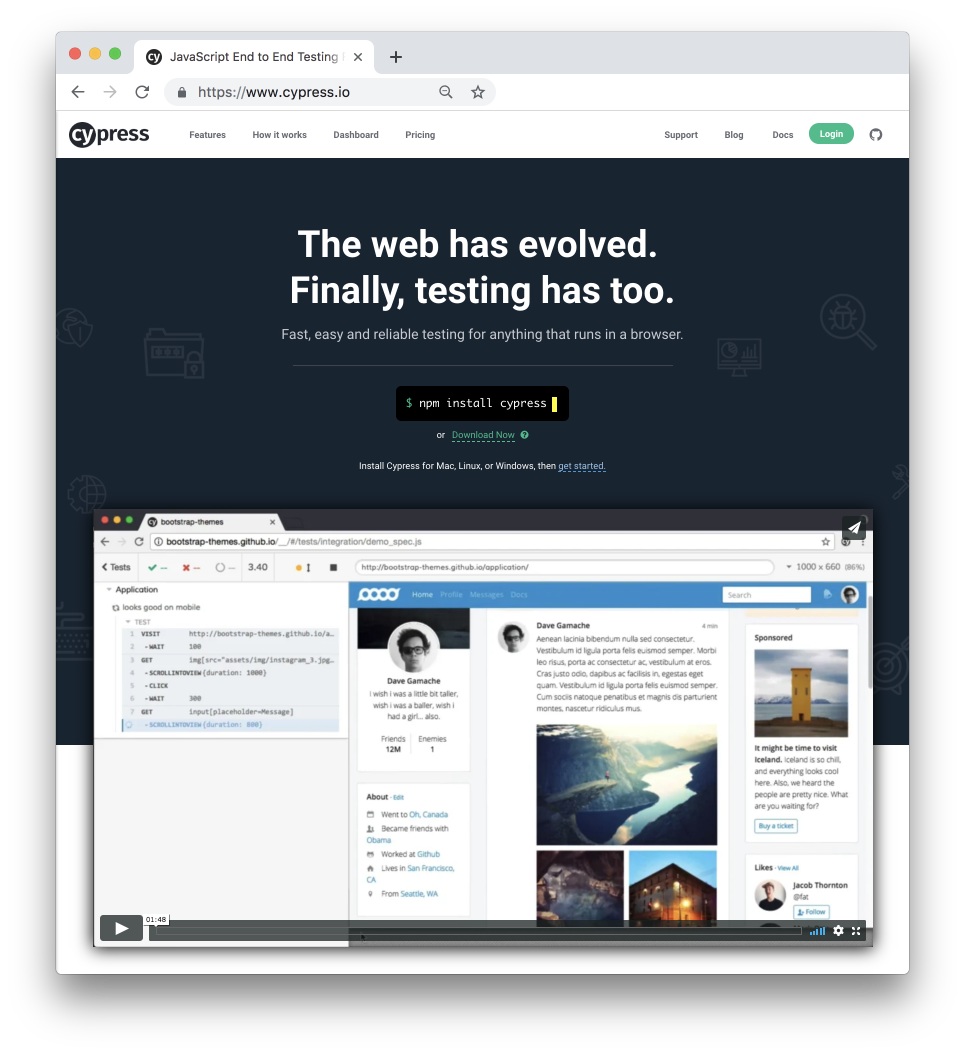 JavaScript End to End Testing
https://www.cypress.io
cypress
Features How it works Dashboard Pricing
Support Blog Docs Login
The web has evolved.
Finally, testing has too.
Fast, easy and reliable testing for anything that runs in a browser.
$ npm install cypress
or Download Now ?
Install Cypress for Mac, Linux, or Windows, then get started.
cy bootstrap-themes
bootstrap-themes.github.io/__/#/tests/integration/demo_spec.js
< Tests -- -- -- 3.40
http://bootstrap-themes.github.io/application/
1000 x 660 (86%)
Application
looks good on mobile
TEST
1 VISIT http://bootstrap-themes.github.io/a...
2 -WAIT 100
3 GET img[src="assets/img/instagram_3.jpg...
4 -SCROLLINTOVIEW {duration: 1000}
5 -CLICK
6 -WAIT 300
7 GET input[placeholder=Message]
-SCROLLINTOVIEW {duration: 800}
Home Profile Messages Docs
Search
Dave Gamache
i wish i was a little bit taller,
wish i was a baller, wish i
had a girl... also.
Friends Enemies
12M 1
About · Edit
Went to Oh, Canada
Became friends with
Obama
Worked at Github
Lives in San Francisco,
CA
From Seattle, WA
Dave Gamache 4 min
Aenean lacinia bibendum nulla sed consectetur.
Vestibulum id ligula porta felis euismod semper. Morbi
leo risus, porta ac consectetur ac, vestibulum at eros.
Cras justo odio, dapibus ac facilisis in, egestas eget
quam. Vestibulum id ligula porta felis euismod semper.
Cum sociis natoque penatibus et magnis dis parturient
montes, nascetur ridiculus mus.
Sponsored
It might be time to visit
Iceland. Iceland is so chill,
and everything looks cool
here. Also, we heard the
people are pretty nice. What
are you waiting for?
Buy a ticket
Likes · View All
Jacob Thornton
@fat
Follow
01:48